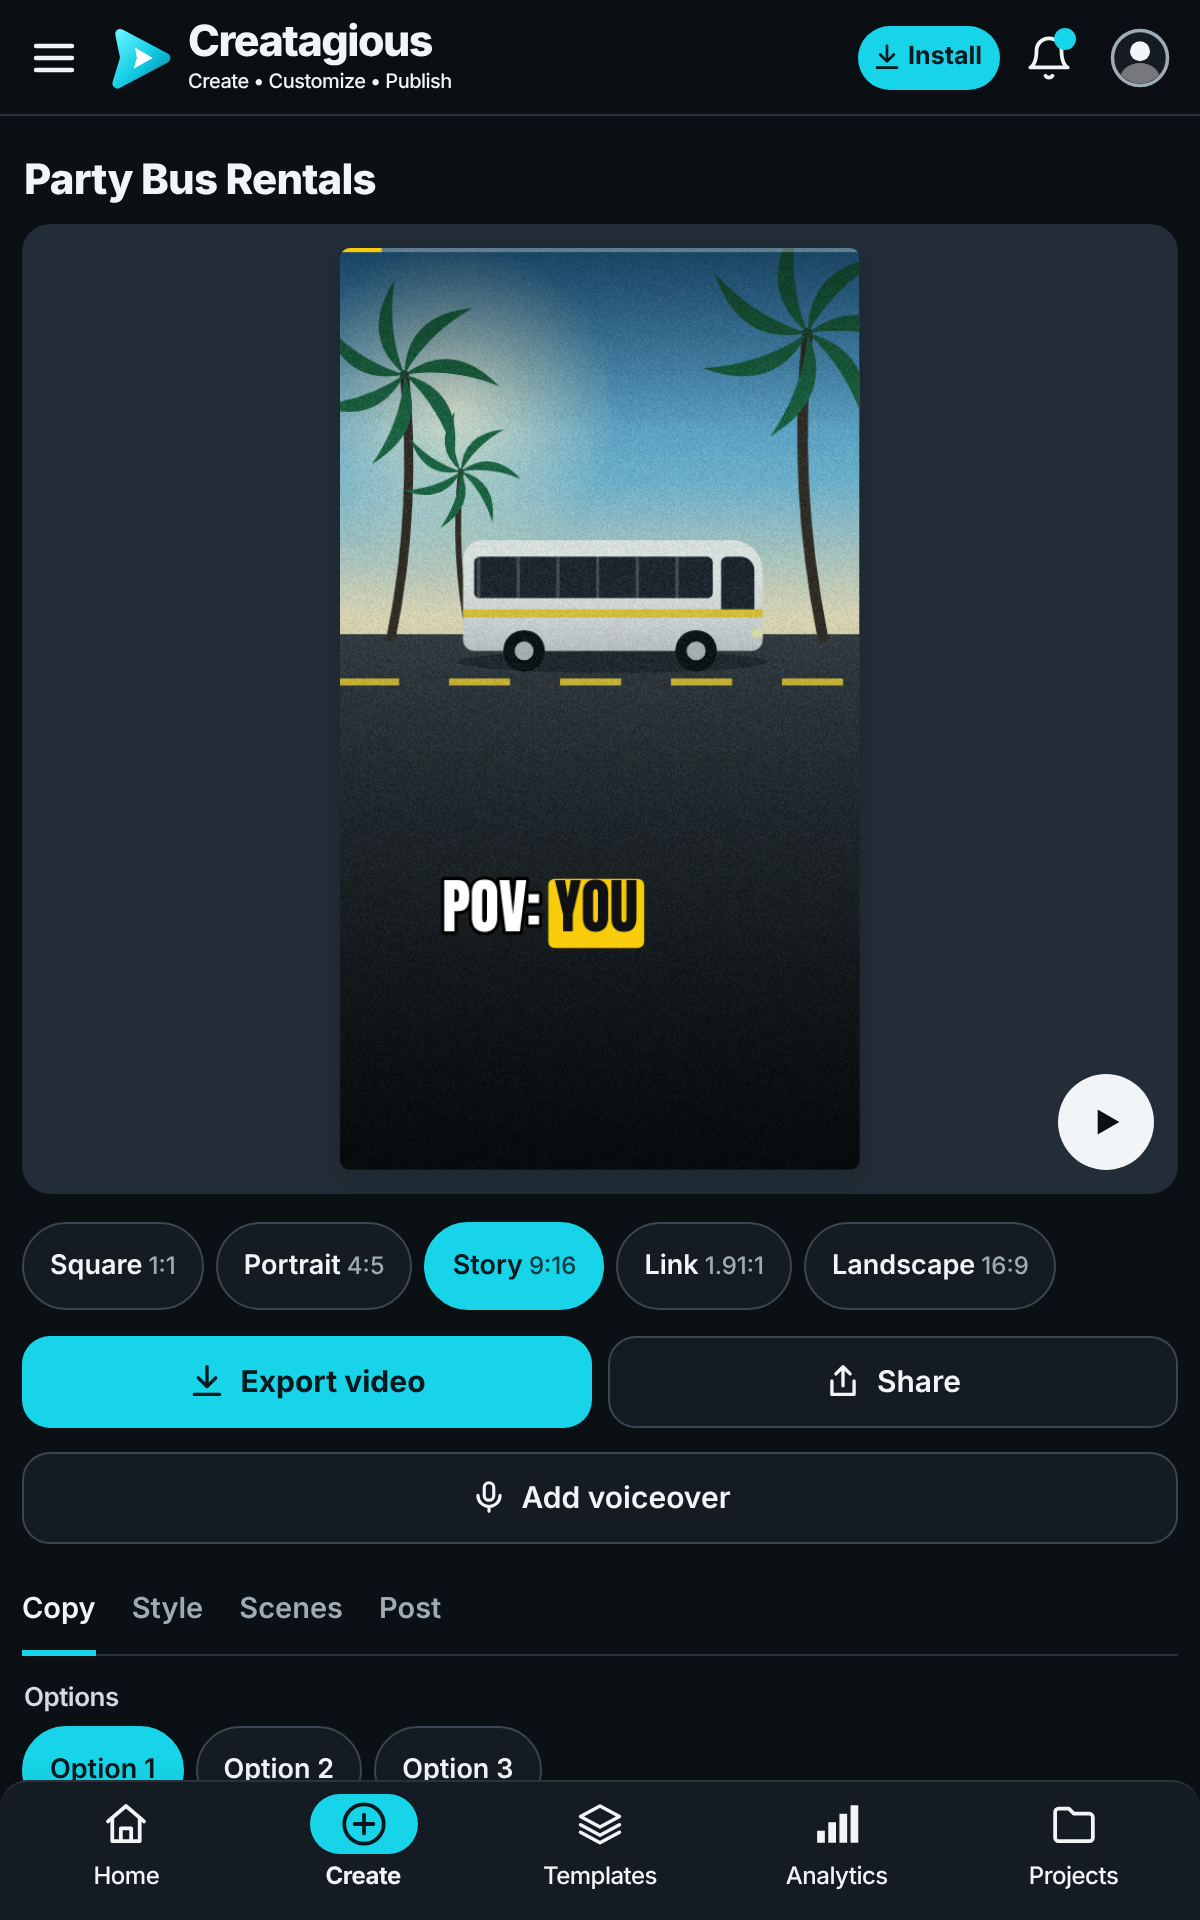 Creatagious
Create • Customize • Publish
Install
Party Bus Rentals
POV: YOU
Square 1:1
Portrait 4:5
Story 9:16
Link 1.91:1
Landscape 16:9
Export video
Share
Add voiceover
Copy
Style
Scenes
Post
Options
Option 1
Option 2
Option 3
Home
Create
Templates
Analytics
Projects